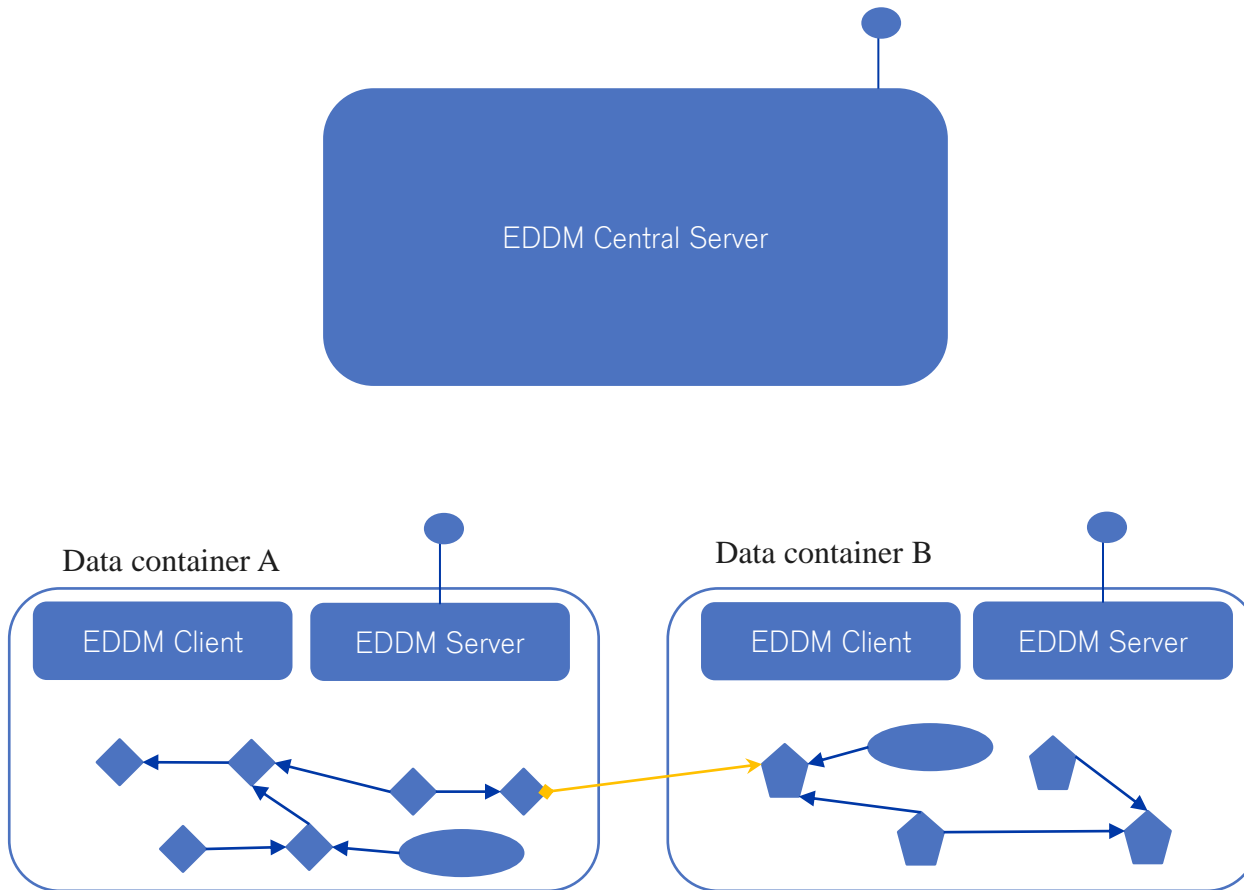 EDDM Central Server
Data container A
Data container B
EDDM Client
EDDM Server
EDDM Client
EDDM Server